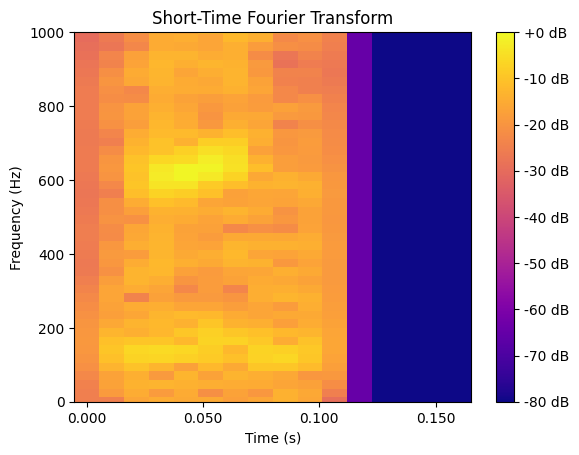 Short-Time Fourier Transform
1000
800
600
400
200
0
Frequency (Hz)
0.000
0.050
0.100
0.150
Time (s)
+0 dB
-10 dB
-20 dB
-30 dB
-40 dB
-50 dB
-60 dB
-70 dB
-80 dB